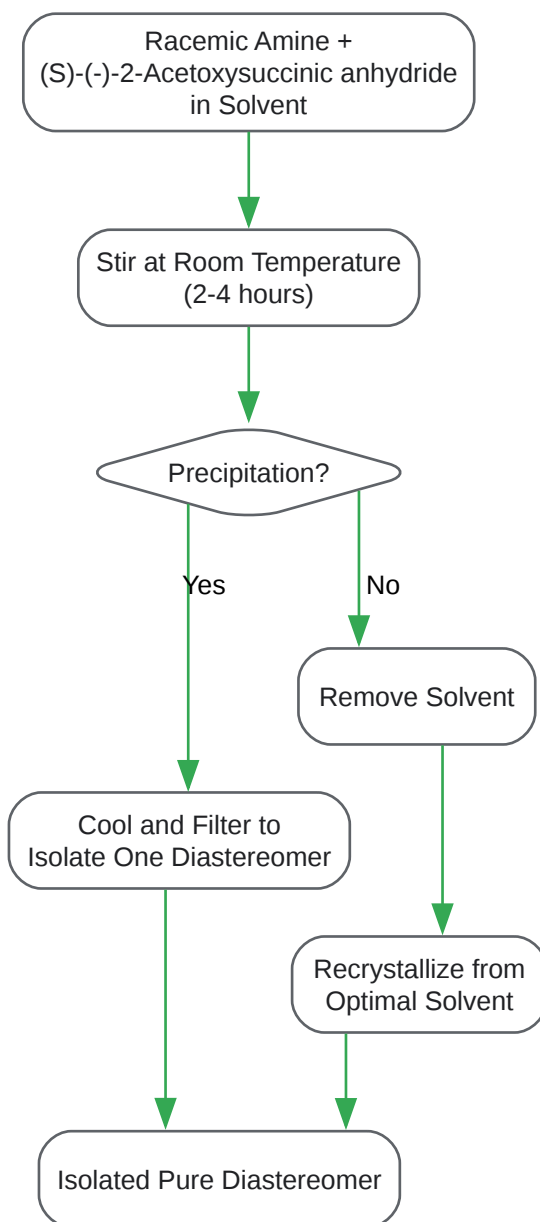 Racemic Amine +
(S)-(-)-2-Acetoxysuccinic anhydride
in Solvent
Stir at Room Temperature
(2-4 hours)
Precipitation?
Yes
No
Remove Solvent
Cool and Filter to
Isolate One Diastereomer
Recrystallize from
Optimal Solvent
Isolated Pure Diastereomer